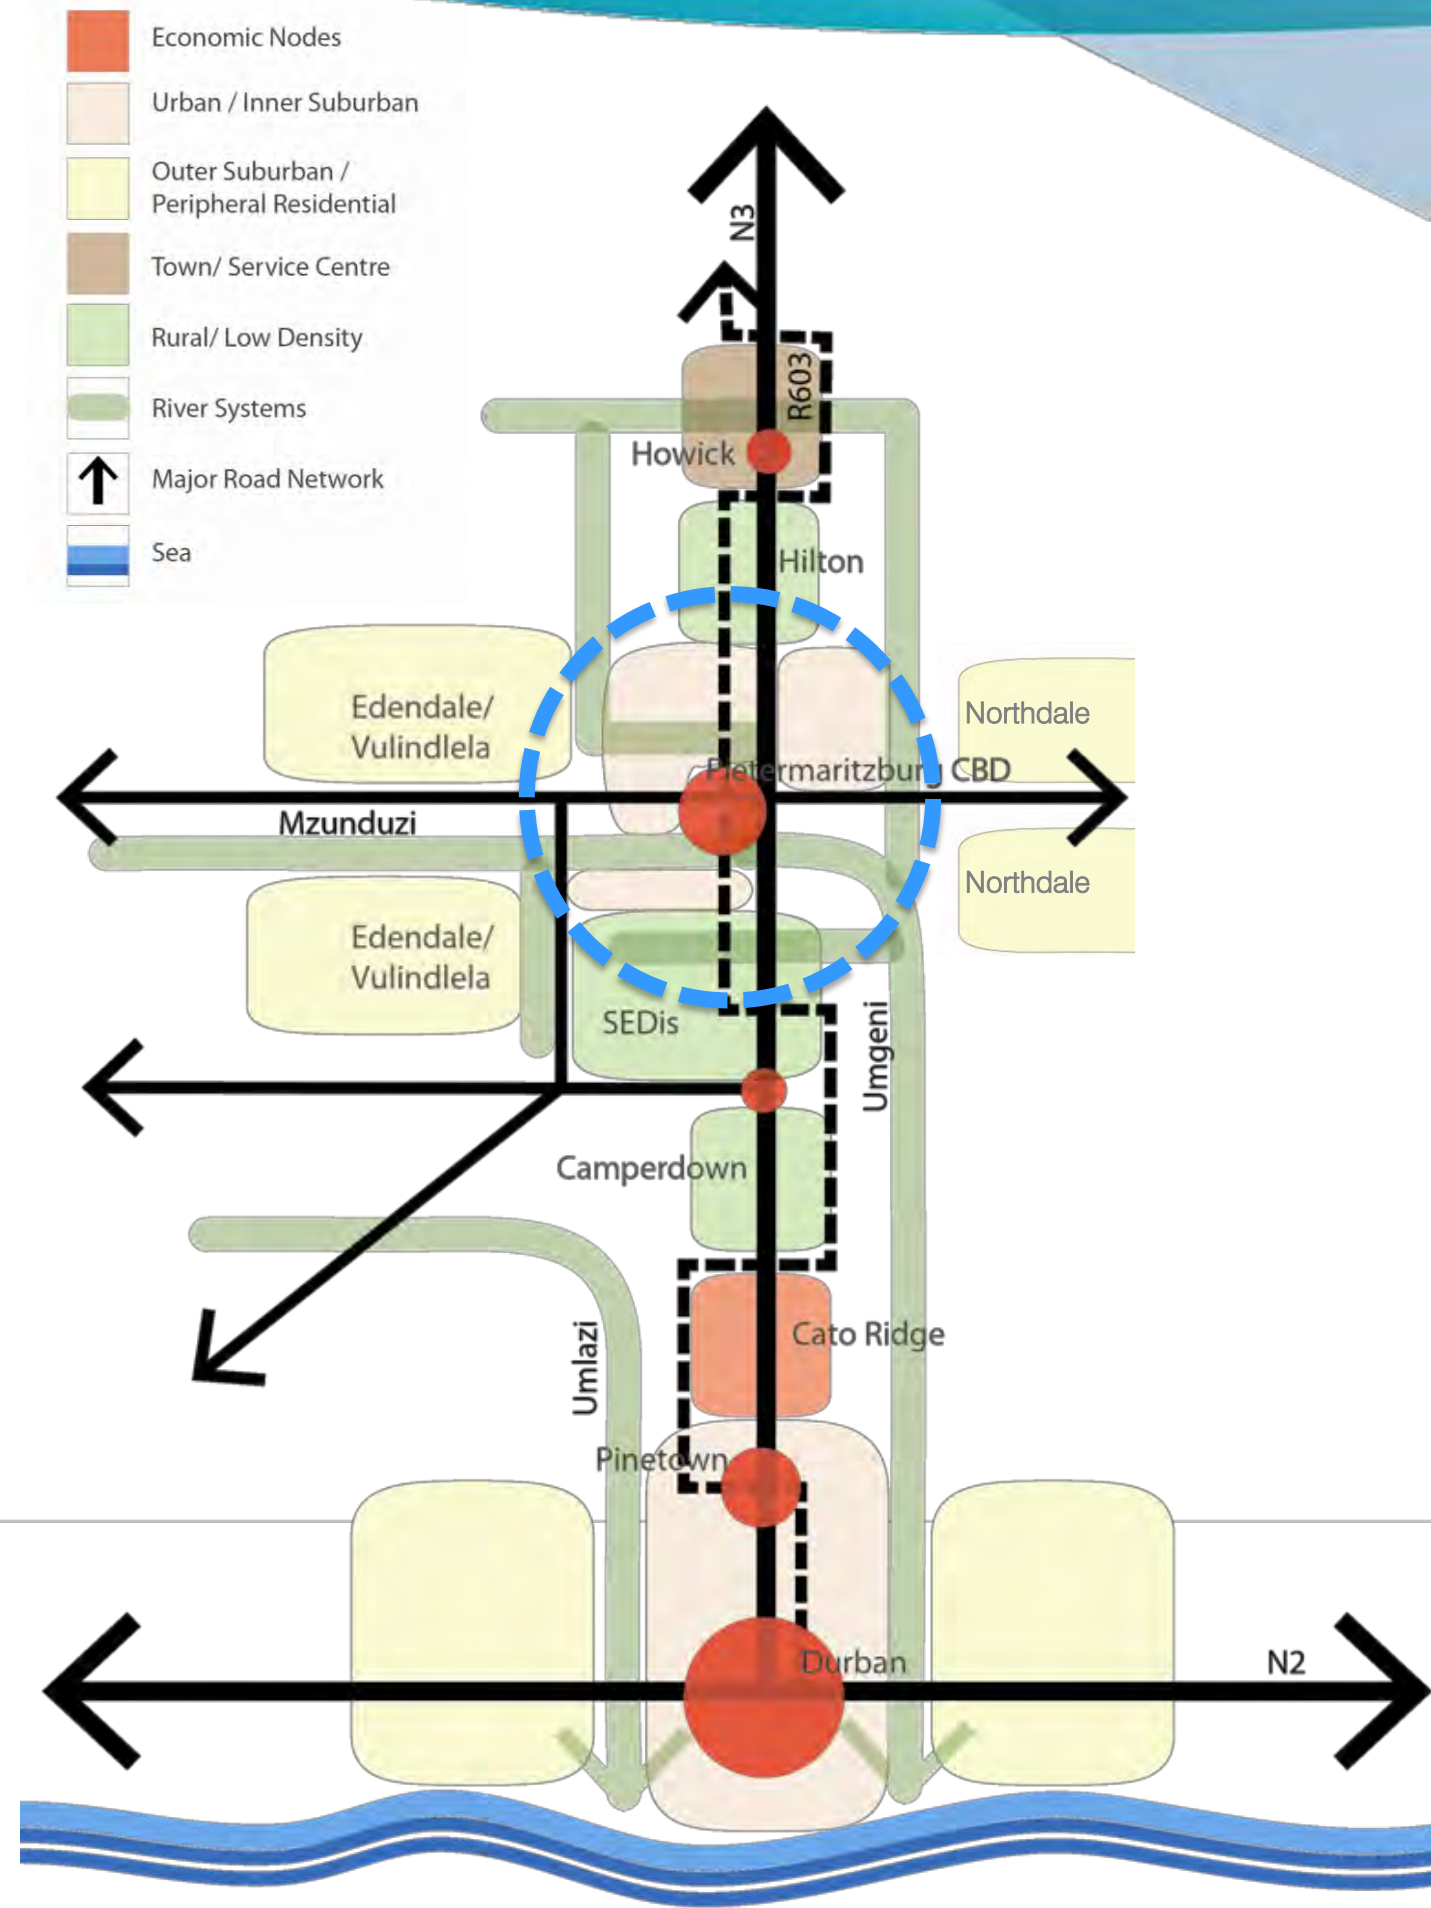 Economic Nodes
Urban / Inner Suburban
Outer Suburban /
Peripheral Residential
Town/ Service Centre
Rural/ Low Density
River Systems
Major Road Network
Sea
N3
R603
Howick
Hilton
Edendale/
Vulindlela
Northdale
Pietermaritzburg CBD
Mzunduzi
Northdale
Edendale/
Vulindlela
SEDis
Umgeni
Camperdown
Cato Ridge
Umlazi
Pinetown
Durban
N2